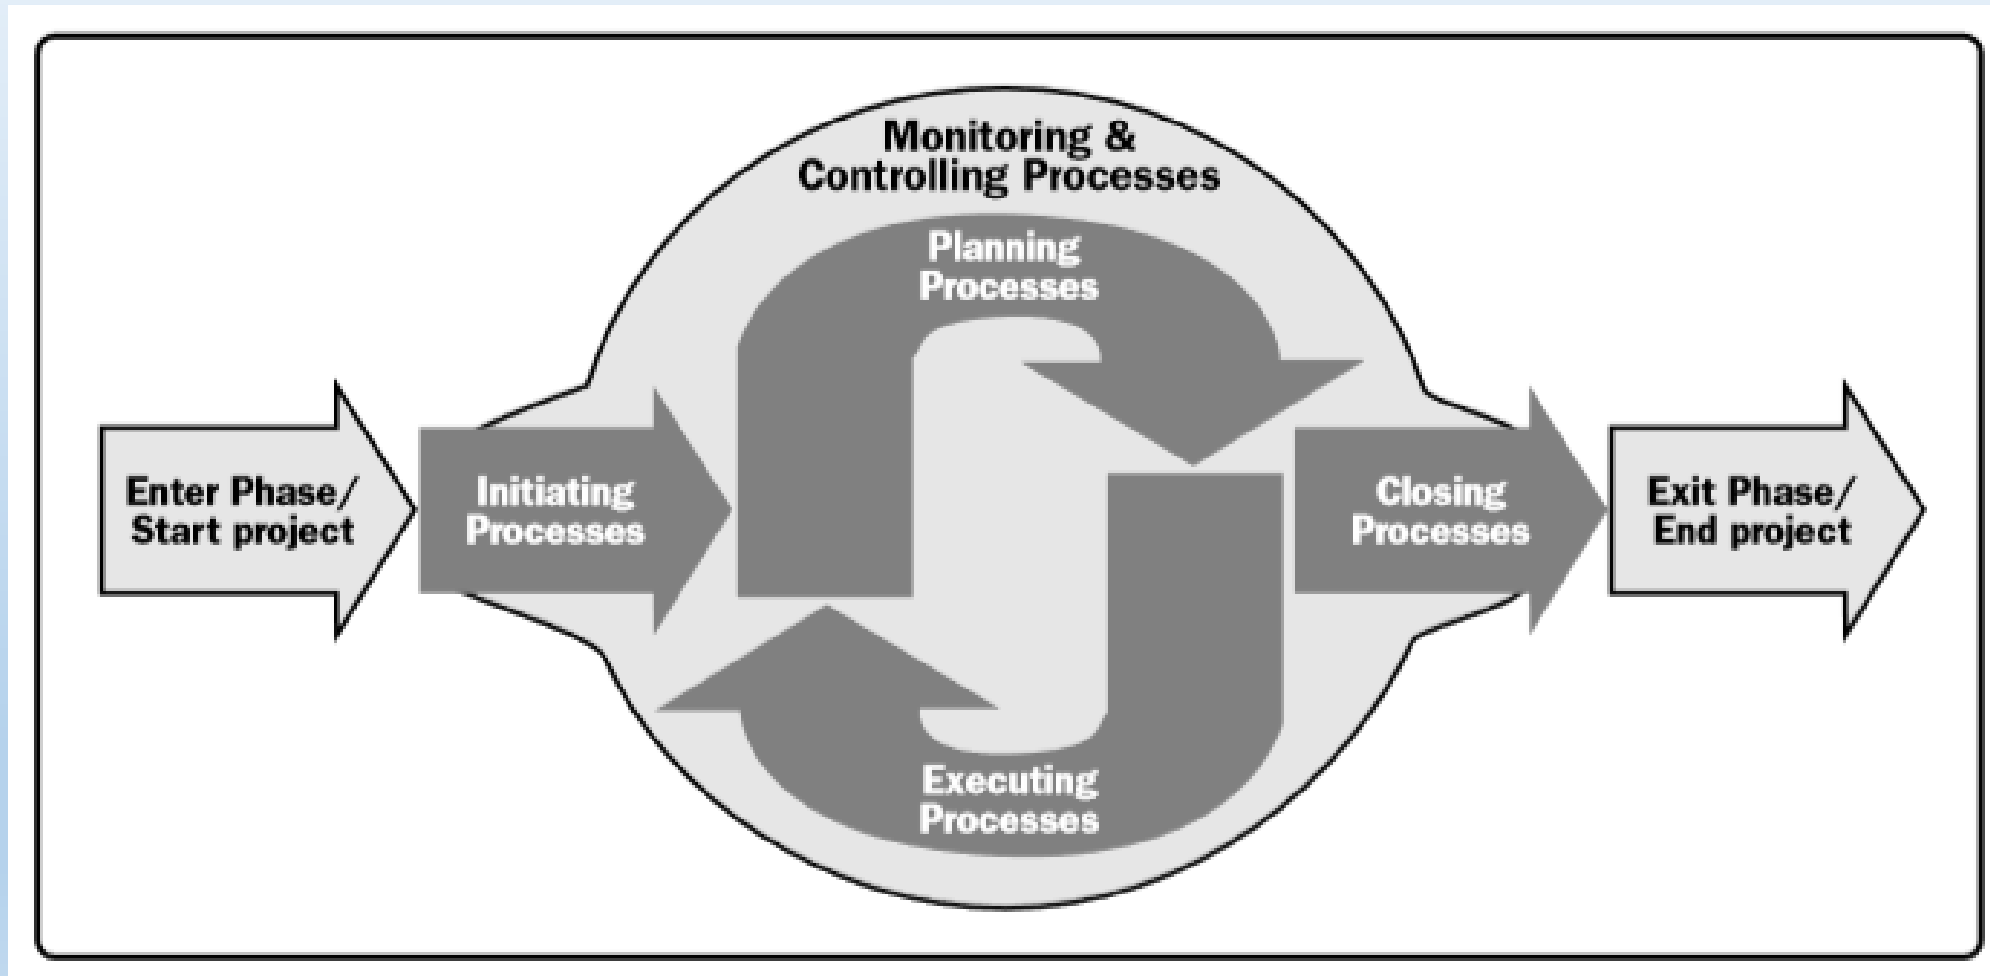 Monitoring &
Controlling Processes
Planning
Processes
Enter Phase/
Start project
Initiating
Processes
Closing
Processes
Exit Phase/
End project
Executing
Processes